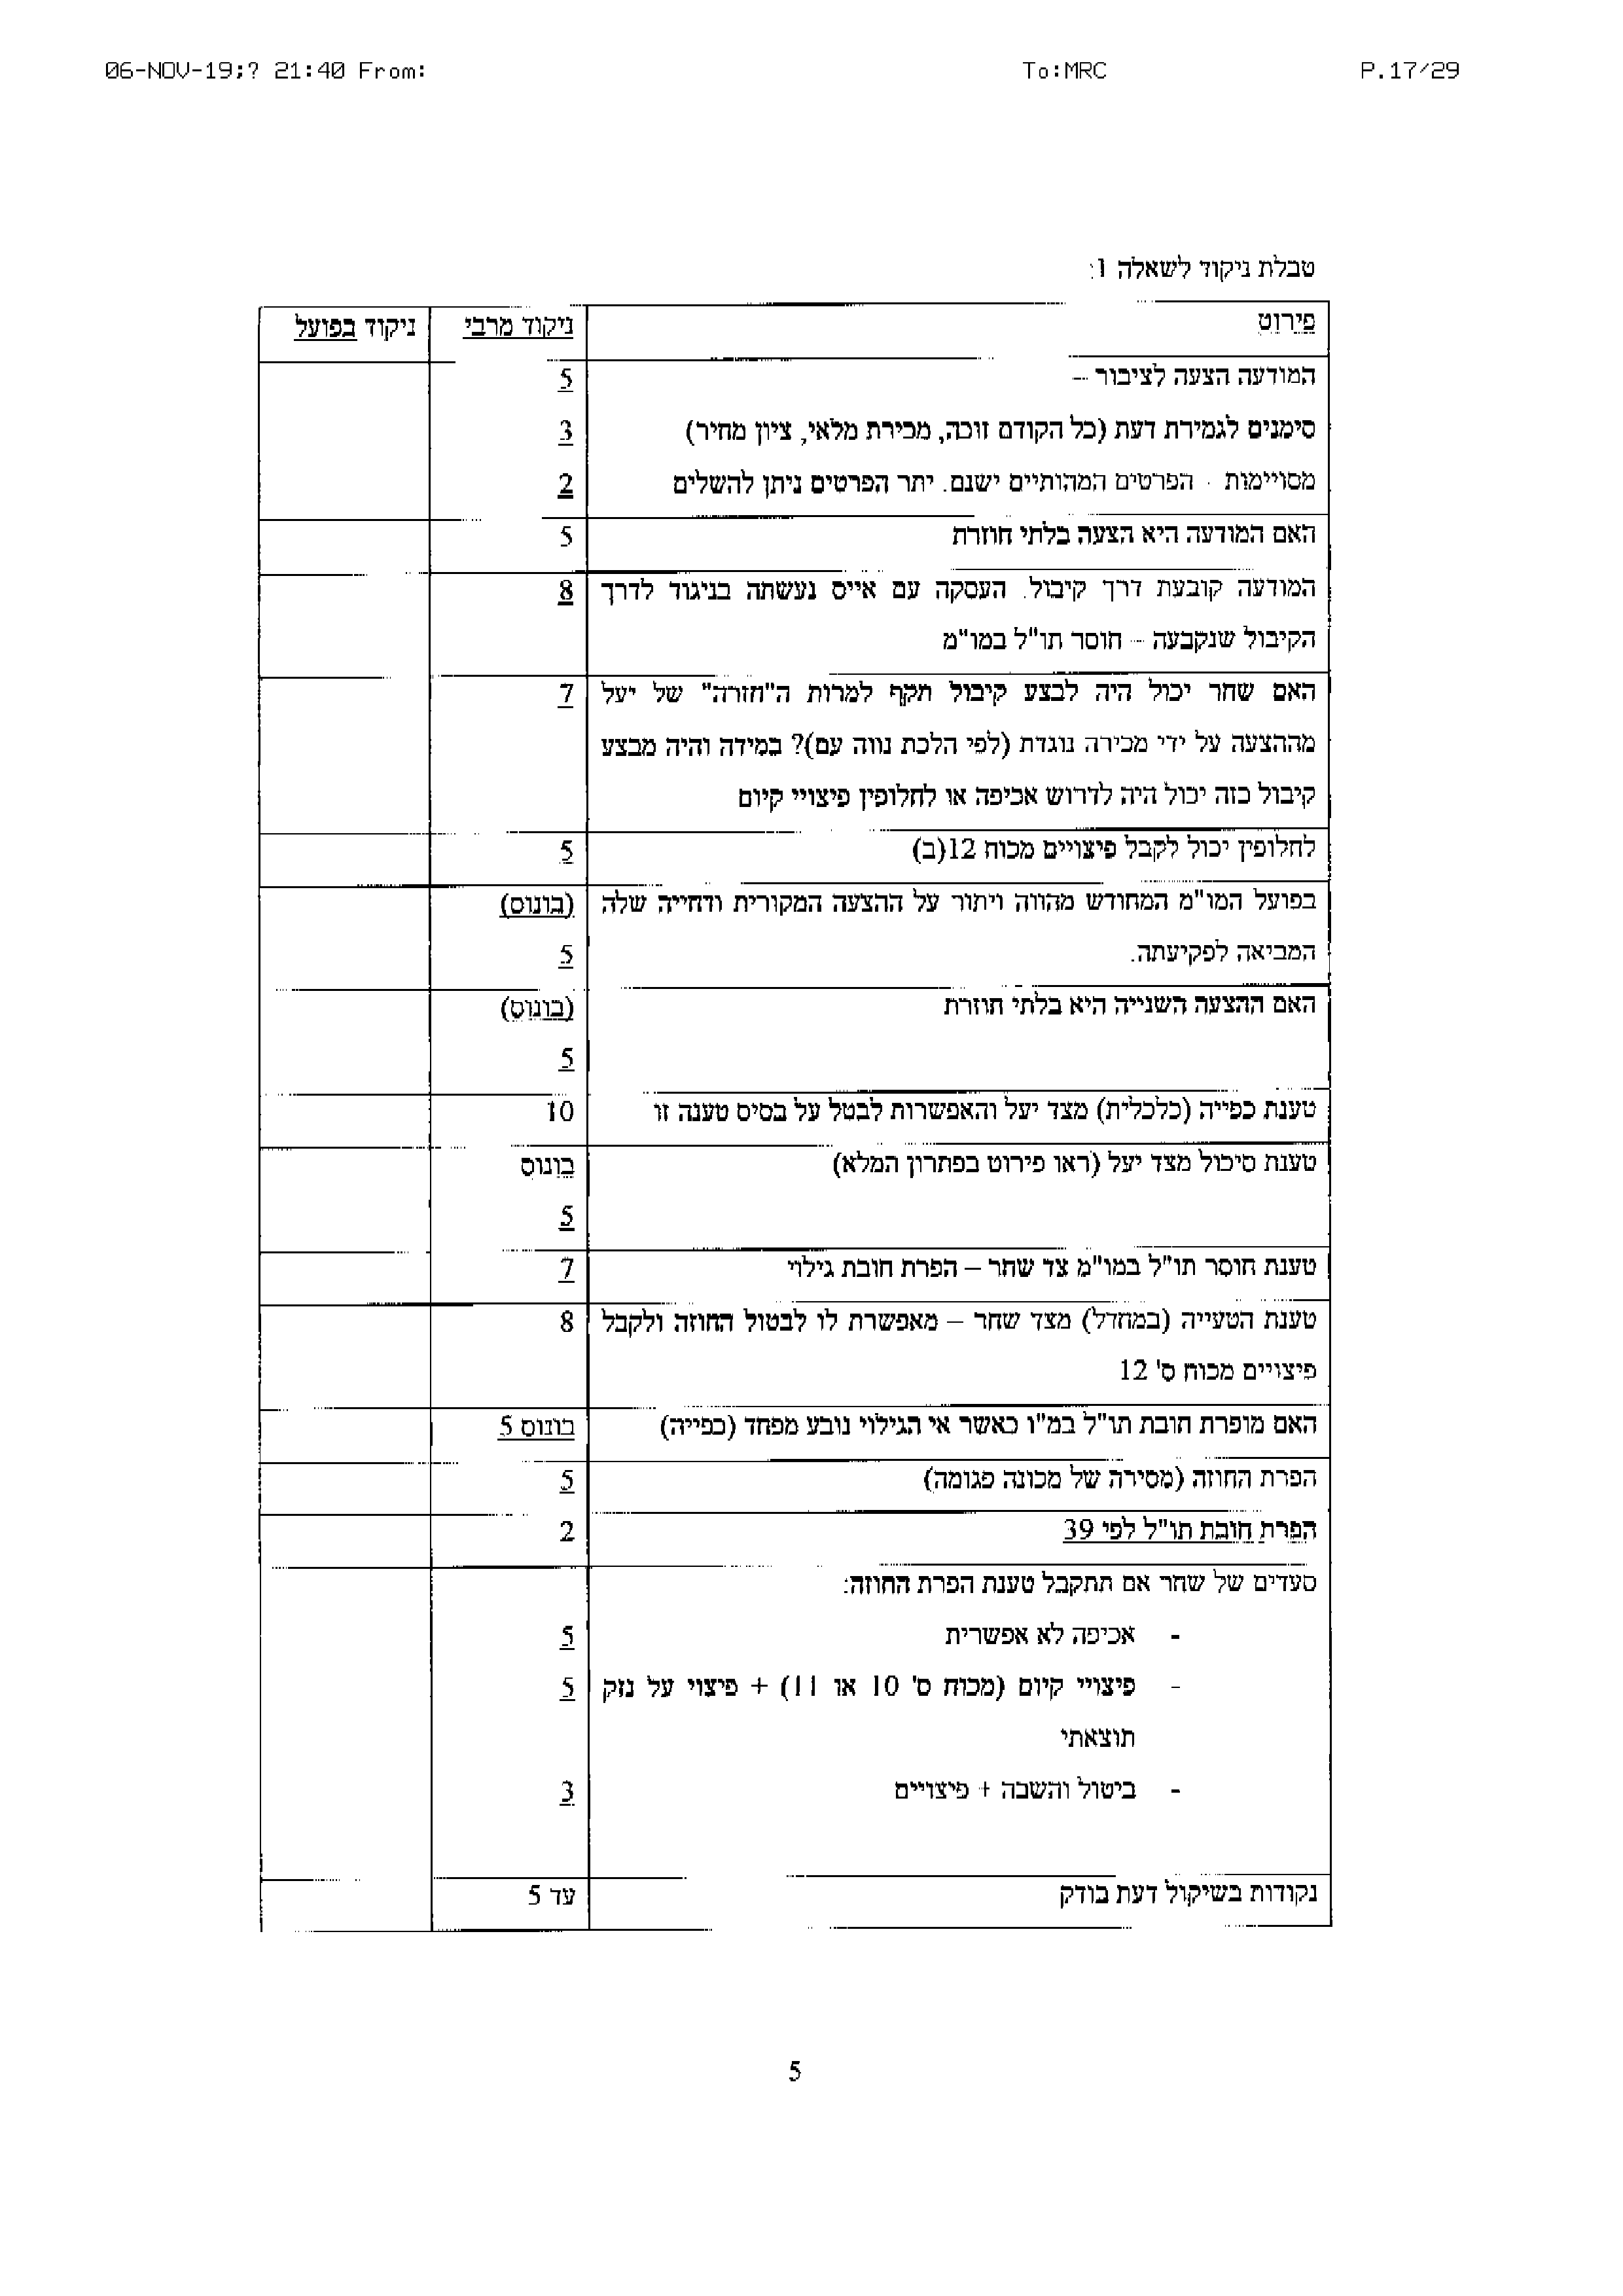 06-NOV-19;? 21:40 From: To:MRC P.17/29
טבלת ניקוד לשאלה 1:
פירוט ניקוד מרבי ניקוד בפועל
המודעה הצעה לציבור – 5
סימנים לגמירת דעת (כל הקודם זוכה, מכירת מלאי, ציון מחיר) 3
מסויימות - הפרטים המהותיים ישנם. יתר הפרטים ניתן להשלים 2
האם המודעה היא הצעה בלתי חוזרת 5
המודעה קובעת דרך קיבול. העסקה עם אייס נעשתה בניגוד לדרך 8
הקיבול שנקבעה – חוסר תו"ל במו"מ
האם שחר יכול היה לבצע קיבול תקף למרות ה"חזרה" של יעל 7
מההצעה על ידי מכירה נוגדת (לפי הלכת נווה עם)? במידה והיה מבצע
קיבול כזה יכול היה לדרוש אכיפה או לחלופין פיצויי קיום
לחלופין יכול לקבל פיצויים מכוח 12(ב) 5
בפועל המו"מ המחודש מהווה ויתור על ההצעה המקורית ודחייה שלה (בונוס)
המביאה לפקיעתה. 5
האם ההצעה השנייה היא בלתי חוזרת (בונוס)
5
טענת כפייה (כלכלית) מצד יעל והאפשרות לבטל על בסיס טענה זו 10
טענת סיכול מצד יעל (ראו פירוט בפתרון המלא) בונוס
5
טענת חוסר תו"ל במו"מ צד שחר – הפרת חובת גילוי 7
טענת הטעייה (במחדל) מצד שחר – מאפשרת לו לבטול החוזה ולקבל 8
פיצויים מכוח ס' 12
האם מופרת חובת תו"ל במ"ו כאשר אי הגילוי נובע מפחד (כפייה) בונוס 5
הפרת החוזה (מסירה של מכונה פגומה) 5
הפרת חובת תו"ל לפי 39 2
סעדים של שחר אם תתקבל טענת הפרת החוזה:
- אכיפה לא אפשרית 5
- פיצויי קיום (מכוח ס' 10 או 11) + פיצוי על נזק 5
תוצאתי
- ביטול והשבה + פיצויים 3
נקודות בשיקול דעת בודק עד 5
5